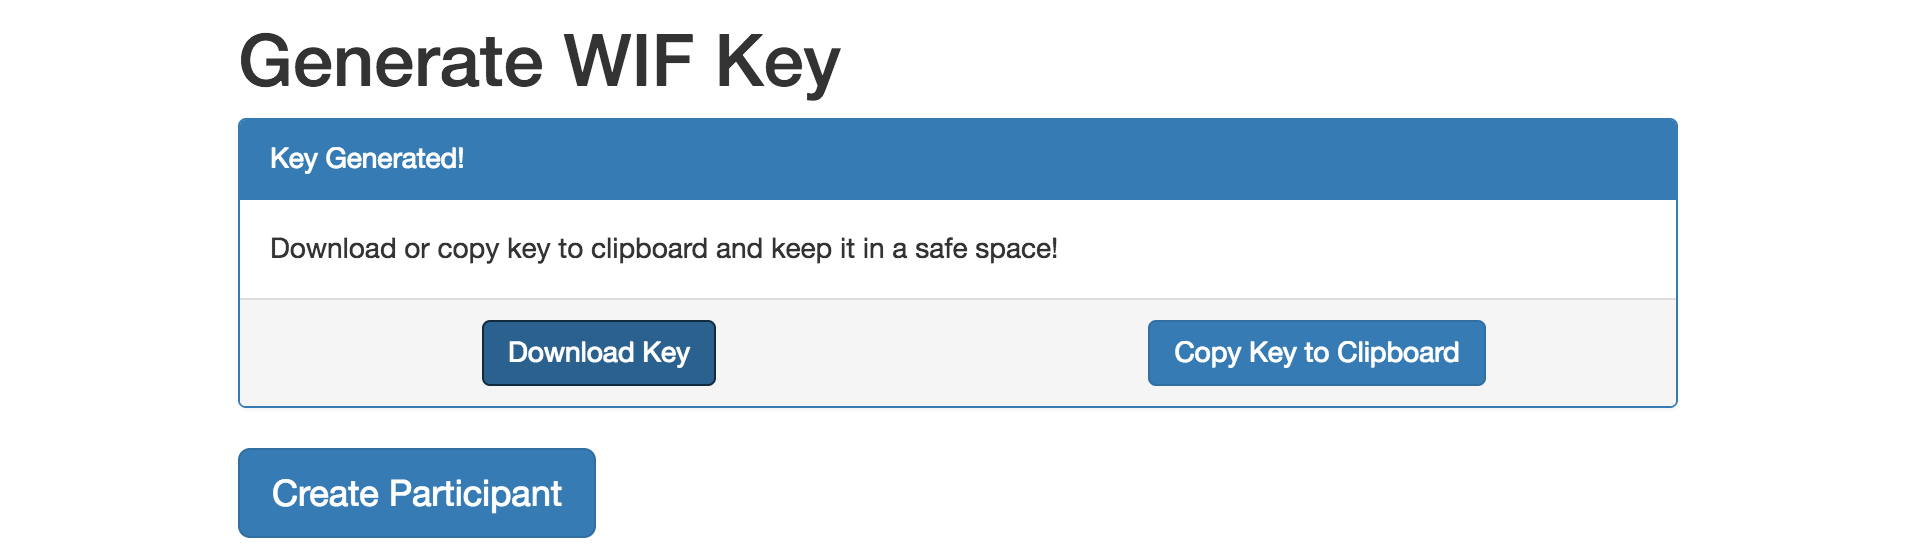 Generate WIF Key
Key Generated!
Download or copy key to clipboard and keep it in a safe space!
Download Key
Copy Key to Clipboard
Create Participant